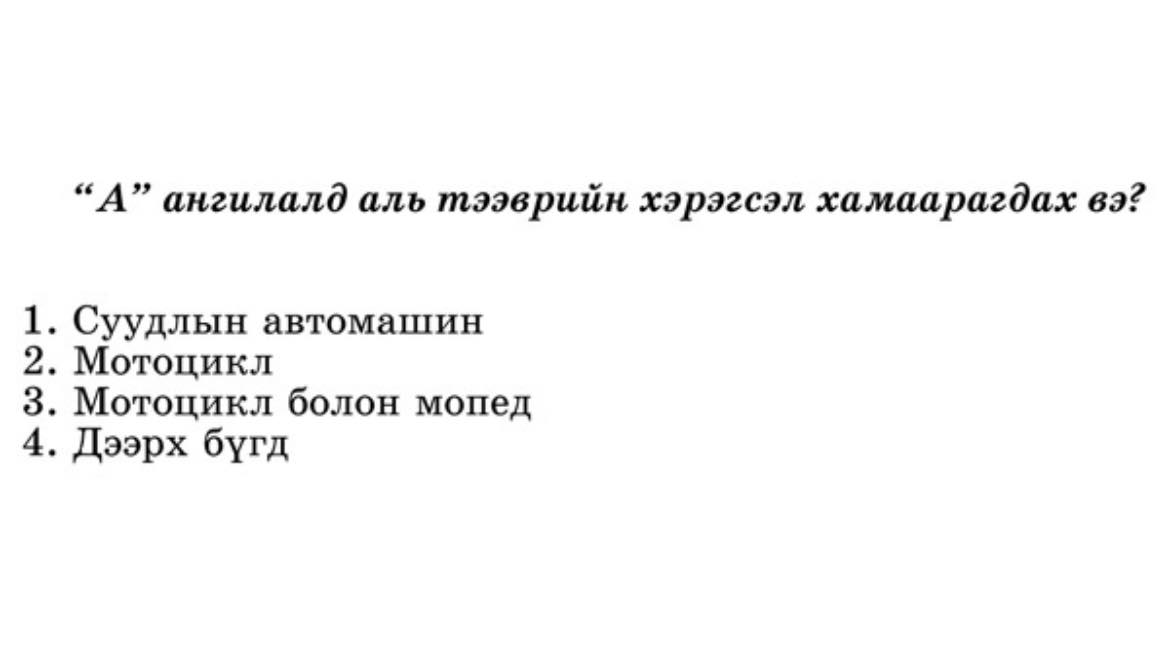 “А” ангилалд аль тээврийн хэрэгсэл хамаарагдах вэ?
1. Суудлын автомашин
2. Мотоцикл
3. Мотоцикл болон мопед
4. Дээрх бүгд